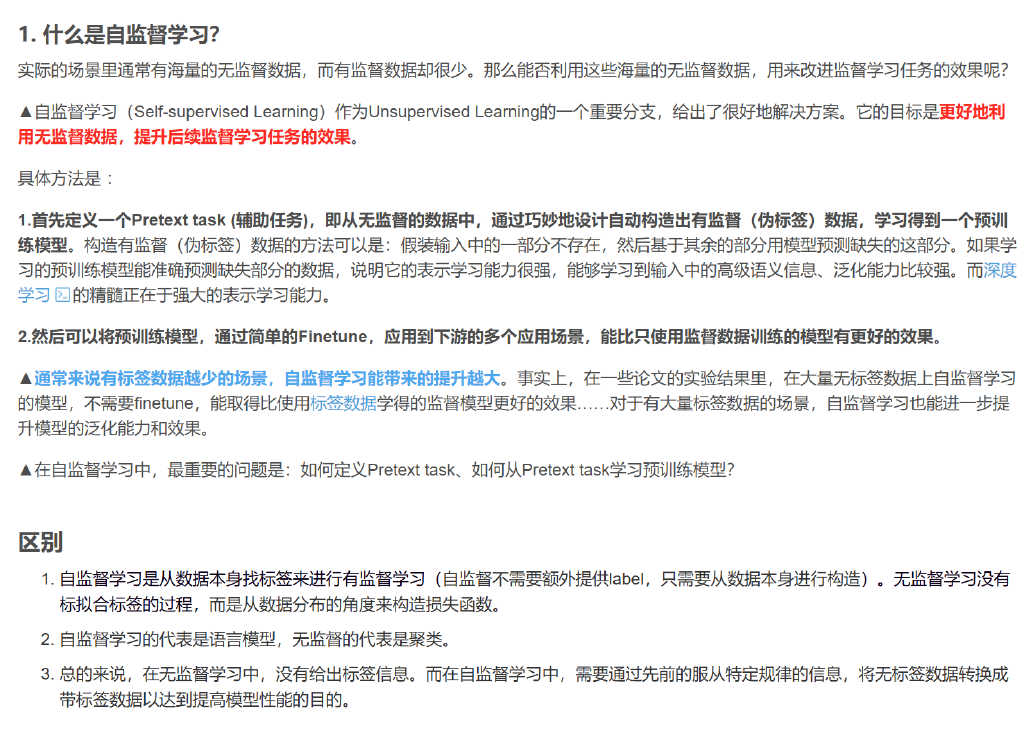 1. 什么是自监督学习?
实际的场景里通常有海量的无监督数据，而有监督数据却很少。那么能否利用这些海量的无监督数据，用来改进监督学习任务的效果呢？
▲自监督学习（Self-supervised Learning）作为Unsupervised Learning的一个重要分支，给出了很好地解决方案。它的目标是更好地利
用无监督数据，提升后续监督学习任务的效果。
具体方法是 ：
1.首先定义一个Pretext task (辅助任务)，即从无监督的数据中，通过巧妙地设计自动构造出有监督（伪标签）数据，学习得到一个预训
练模型。构造有监督（伪标签）数据的方法可以是：假装输入中的一部分不存在，然后基于其余的部分用模型预测缺失的这部分。如果学
习的预训练模型能准确预测缺失部分的数据，说明它的表示学习能力很强，能够学习到输入中的高级语义信息、泛化能力比较强。而深度
学习的精髓正在于强大的表示学习能力。
2.然后可以将预训练模型，通过简单的Finetune，应用到下游的多个应用场景，能比只使用监督数据训练的模型有更好的效果。
▲通常来说有标签数据越少的场景，自监督学习能带来的提升越大。事实上，在一些论文的实验结果里，在大量无标签数据上自监督学习
的模型，不需要finetune，能取得比使用标签数据学得的监督模型更好的效果……对于有大量标签数据的场景，自监督学习也能进一步提
升模型的泛化能力和效果。
▲在自监督学习中，最重要的问题是：如何定义Pretext task、如何从Pretext task学习预训练模型？
区别
1. 自监督学习是从数据本身找标签来进行有监督学习（自监督不需要额外提供label，只需要从数据本身进行构造）。无监督学习没有
标拟合标签的过程，而是从数据分布的角度来构造损失函数。
2. 自监督学习的代表是语言模型，无监督的代表是聚类。
3. 总的来说，在无监督学习中，没有给出标签信息。而在自监督学习中，需要通过先前的服从特定规律的信息，将无标签数据转换成
带标签数据以达到提高模型性能的目的。